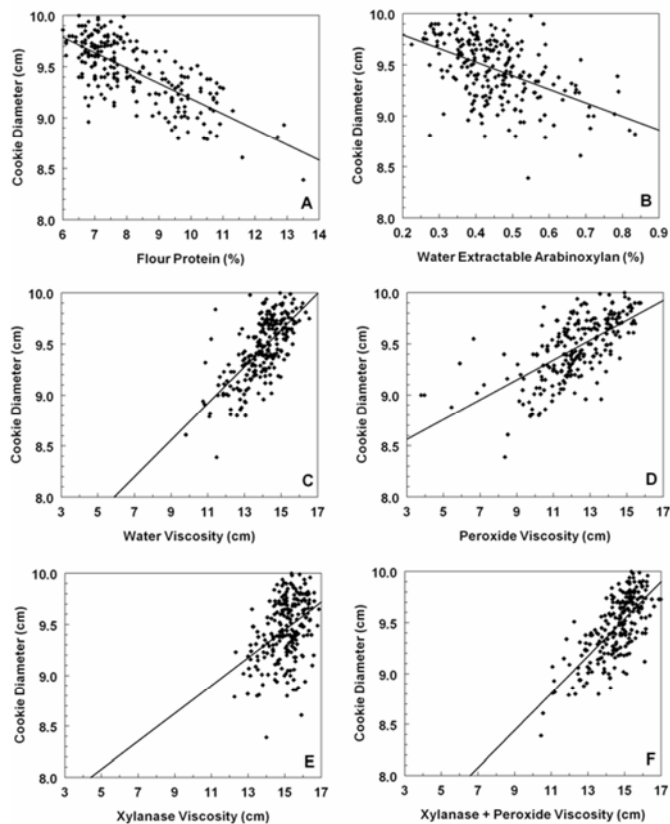 10.0
9.5
9.0
8.5
8.0
Cookie Diameter (cm)
A
6 7 8 9 10 11 12 13 14
Flour Protein (%)
10.0
9.5
9.0
8.5
8.0
Cookie Diameter (cm)
B
0.2 0.3 0.4 0.5 0.6 0.7 0.8 0.9
Water Extractable Arabinoxylan (%)
10.0
9.5
9.0
8.5
8.0
Cookie Diameter (cm)
C
3 5 7 9 11 13 15 17
Water Viscosity (cm)
10.0
9.5
9.0
8.5
8.0
Cookie Diameter (cm)
D
3 5 7 9 11 13 15 17
Peroxide Viscosity (cm)
10.0
9.5
9.0
8.5
8.0
Cookie Diameter (cm)
E
3 5 7 9 11 13 15 17
Xylanase Viscosity (cm)
10.0
9.5
9.0
8.5
8.0
Cookie Diameter (cm)
F
3 5 7 9 11 13 15 17
Xylanase + Peroxide Viscosity (cm)